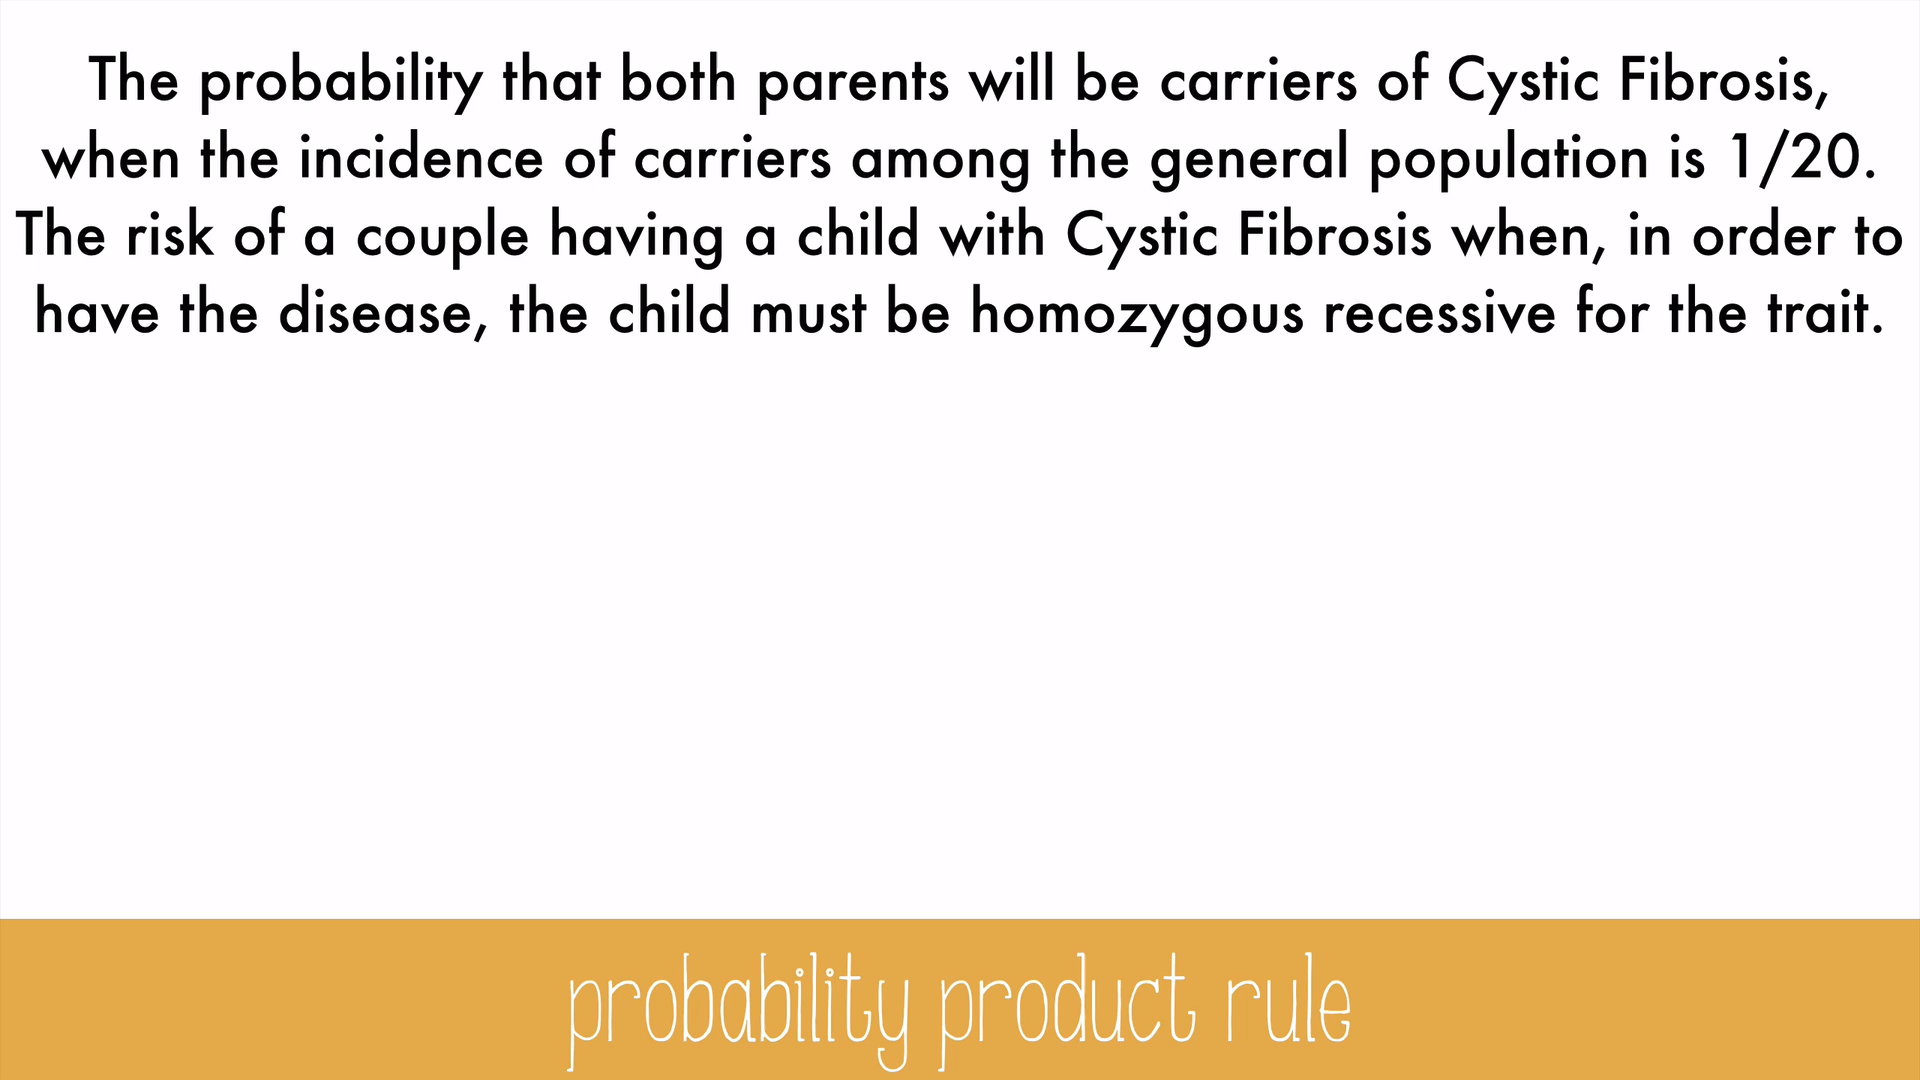 The probability that both parents will be carriers of Cystic Fibrosis,
when the incidence of carriers among the general population is 1/20.
The risk of a couple having a child with Cystic Fibrosis when, in order to
have the disease, the child must be homozygous recessive for the trait.
probability product rule